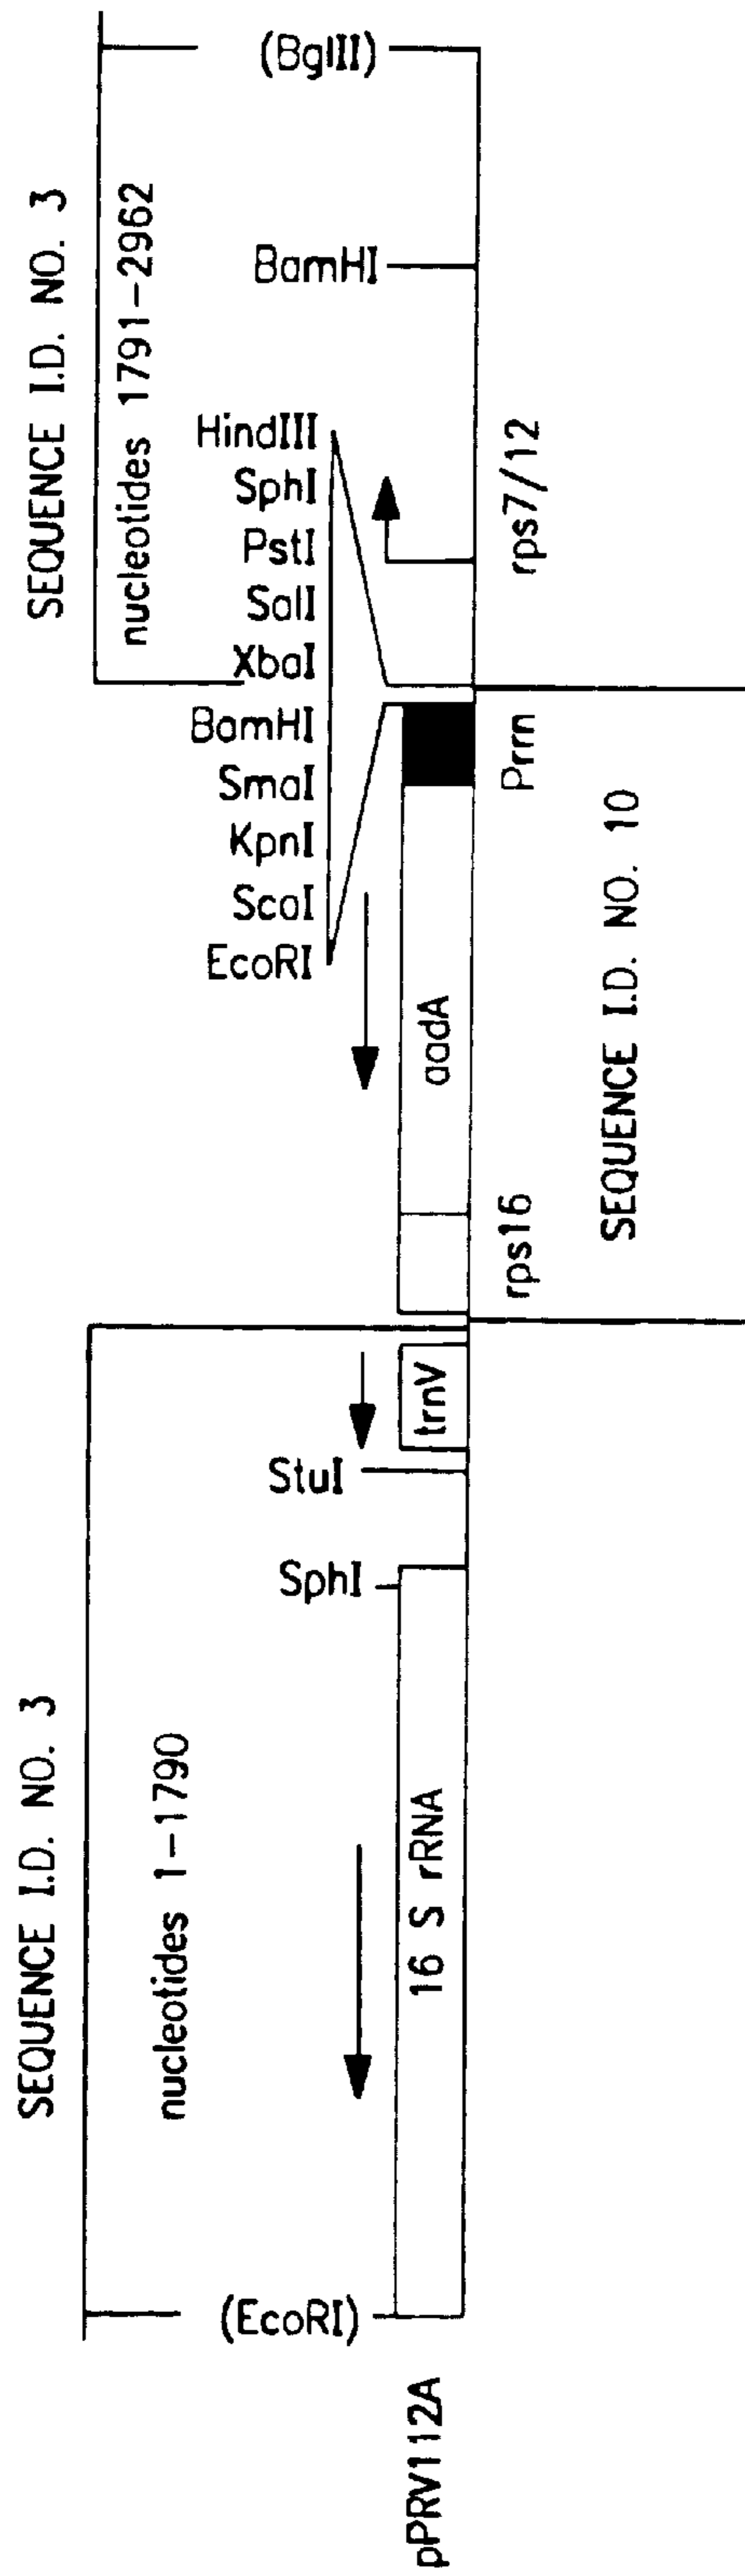 SEQUENCE I.D. NO. 3
nucleotides 1-1790
SEQUENCE I.D. NO. 3
nucleotides 1791-2962
(EcoRI)
SphI
StuI
EcoRI
ScaI
KpnI
SmaI
BamHI
XbaI
SalI
PstI
SphI
HindIII
BamHI
(BglII)
pPRV112A
16 S rRNA
trnV
aadA
rps16
Prrn
rps7/12
SEQUENCE I.D. NO. 10